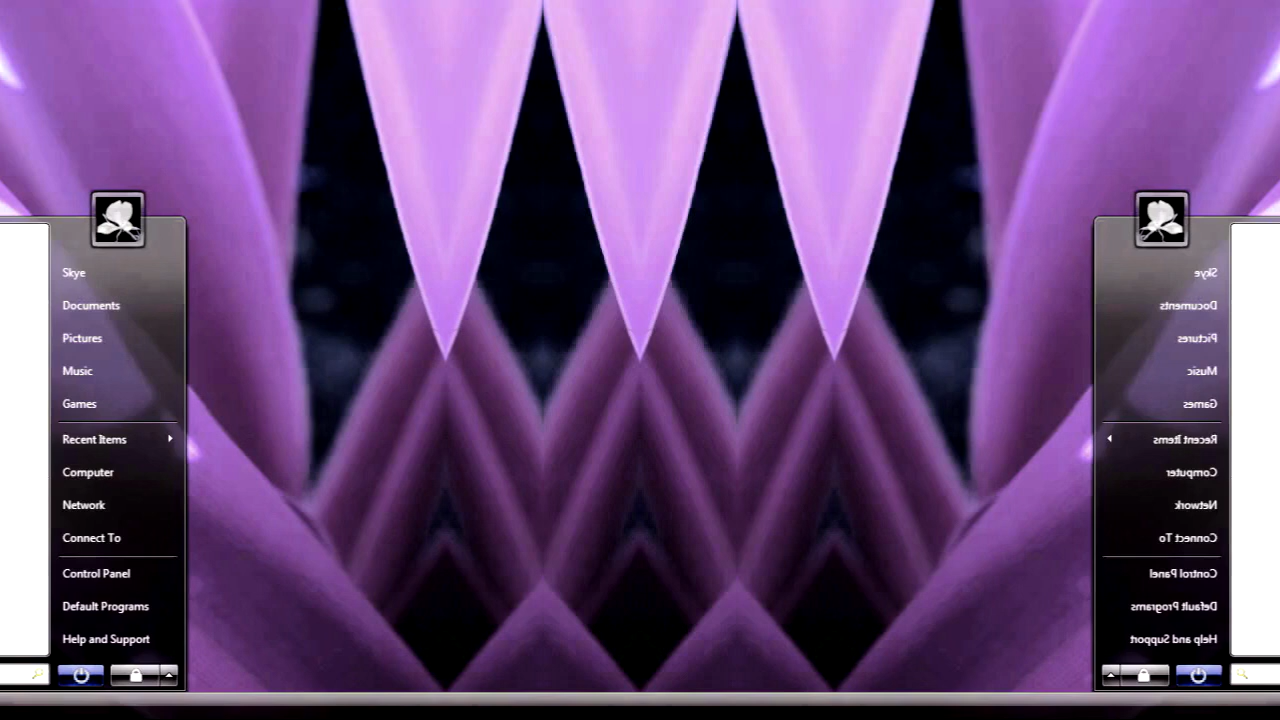 Skye
Documents
Pictures
Music
Games
Recent Items
Computer
Network
Connect To
Control Panel
Default Programs
Help and Support
Skye
Documents
Pictures
Music
Games
Recent Items
Computer
Network
Connect To
Control Panel
Default Programs
Help and Support